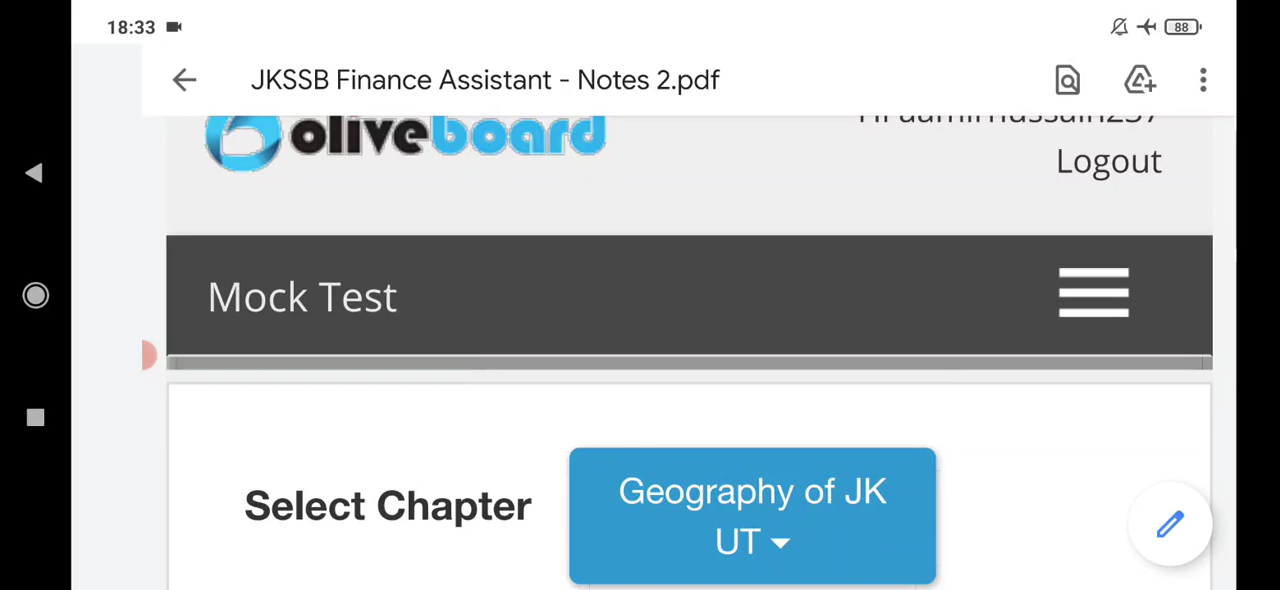 18:33
88
JKSSB Finance Assistant - Notes 2.pdf
oliveboard
Logout
Mock Test
Select Chapter
Geography of JK
UT